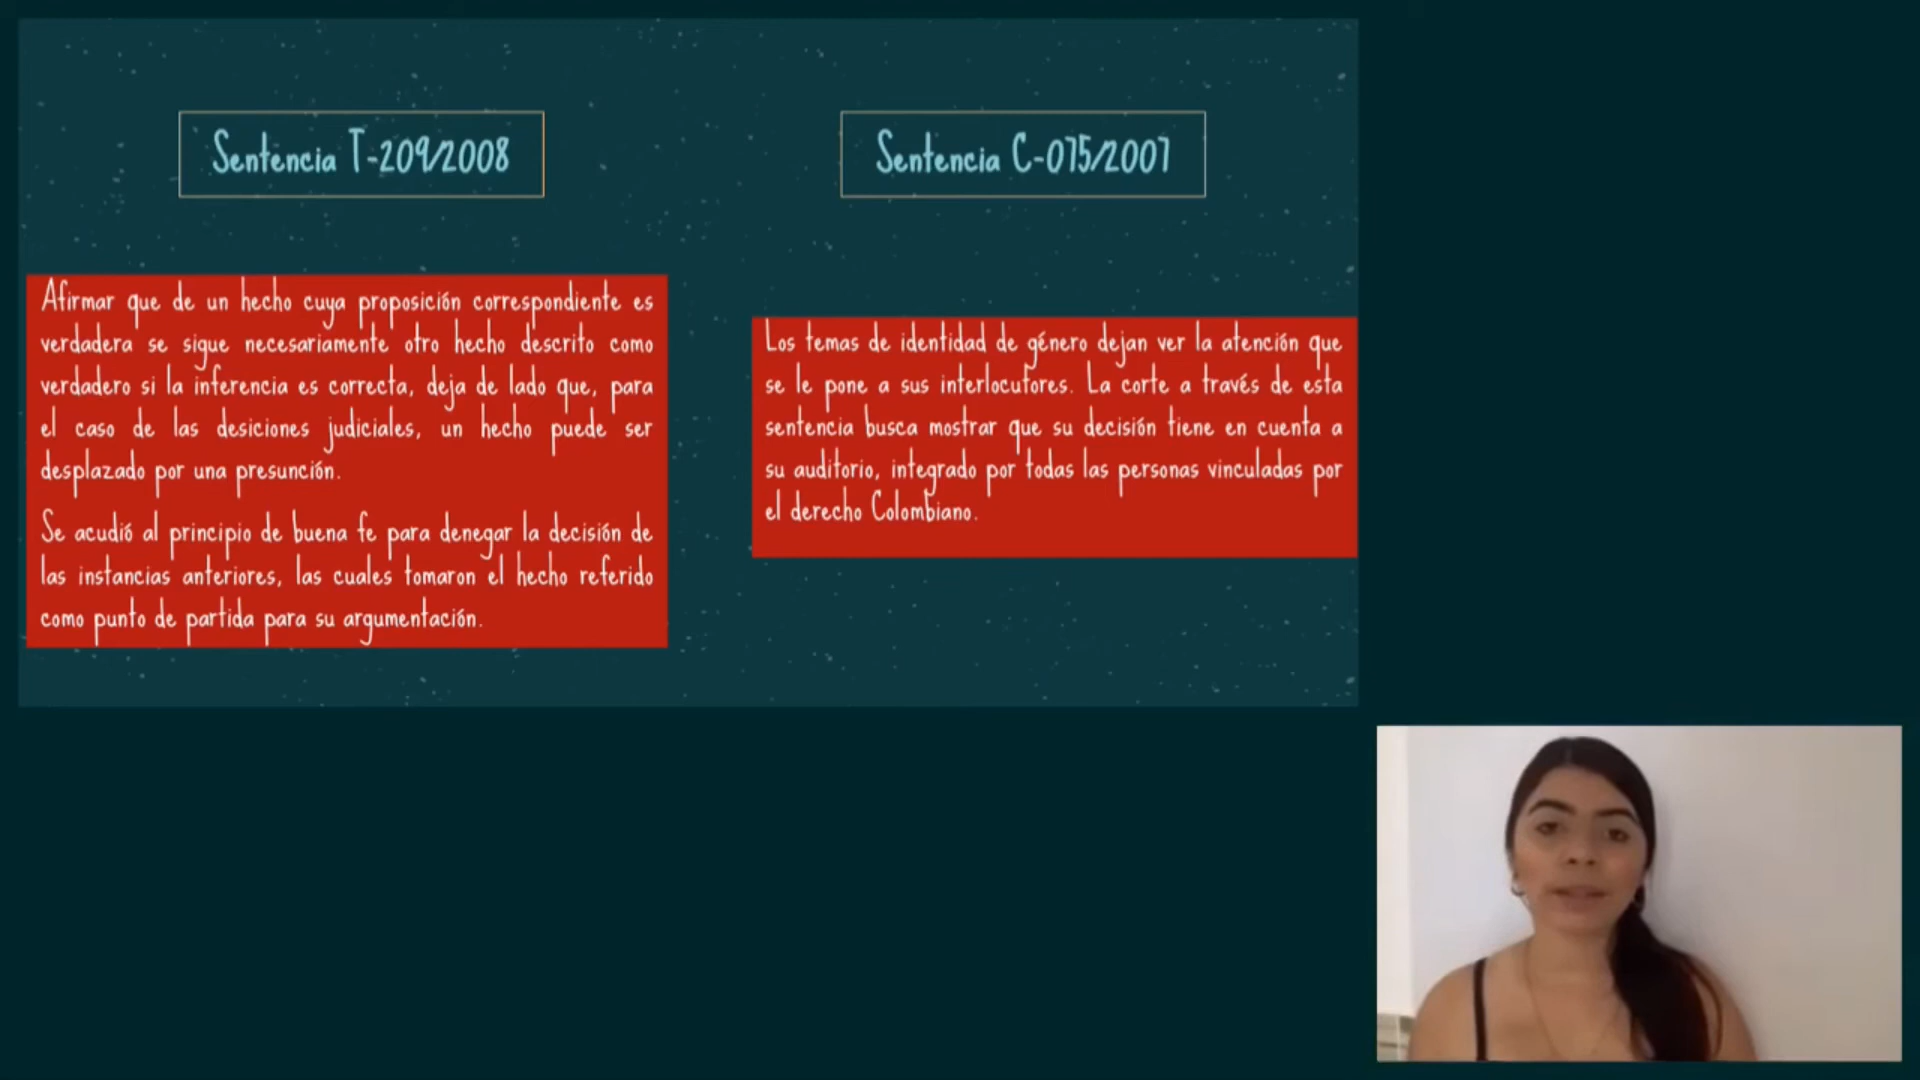 Sentencia T-209/2008
Afirmar que de un hecho cuya proposición correspondiente es
verdadera se sigue necesariamente otro hecho descrito como
verdadero si la inferencia es correcta, deja de lado que, para
el caso de las desiciones judiciales, un hecho puede ser
desplazado por una presunción.
Se acudió al principio de buena fe para denegar la decisión de
las instancias anteriores, las cuales tomaron el hecho referido
como punto de partida para su argumentación.
Sentencia C-075/2007
Los temas de identidad de género dejan ver la atención que
se le pone a sus interlocutores. La corte a través de esta
sentencia busca mostrar que su decisión tiene en cuenta a
su auditorio, integrado por todas las personas vinculadas por
el derecho Colombiano.